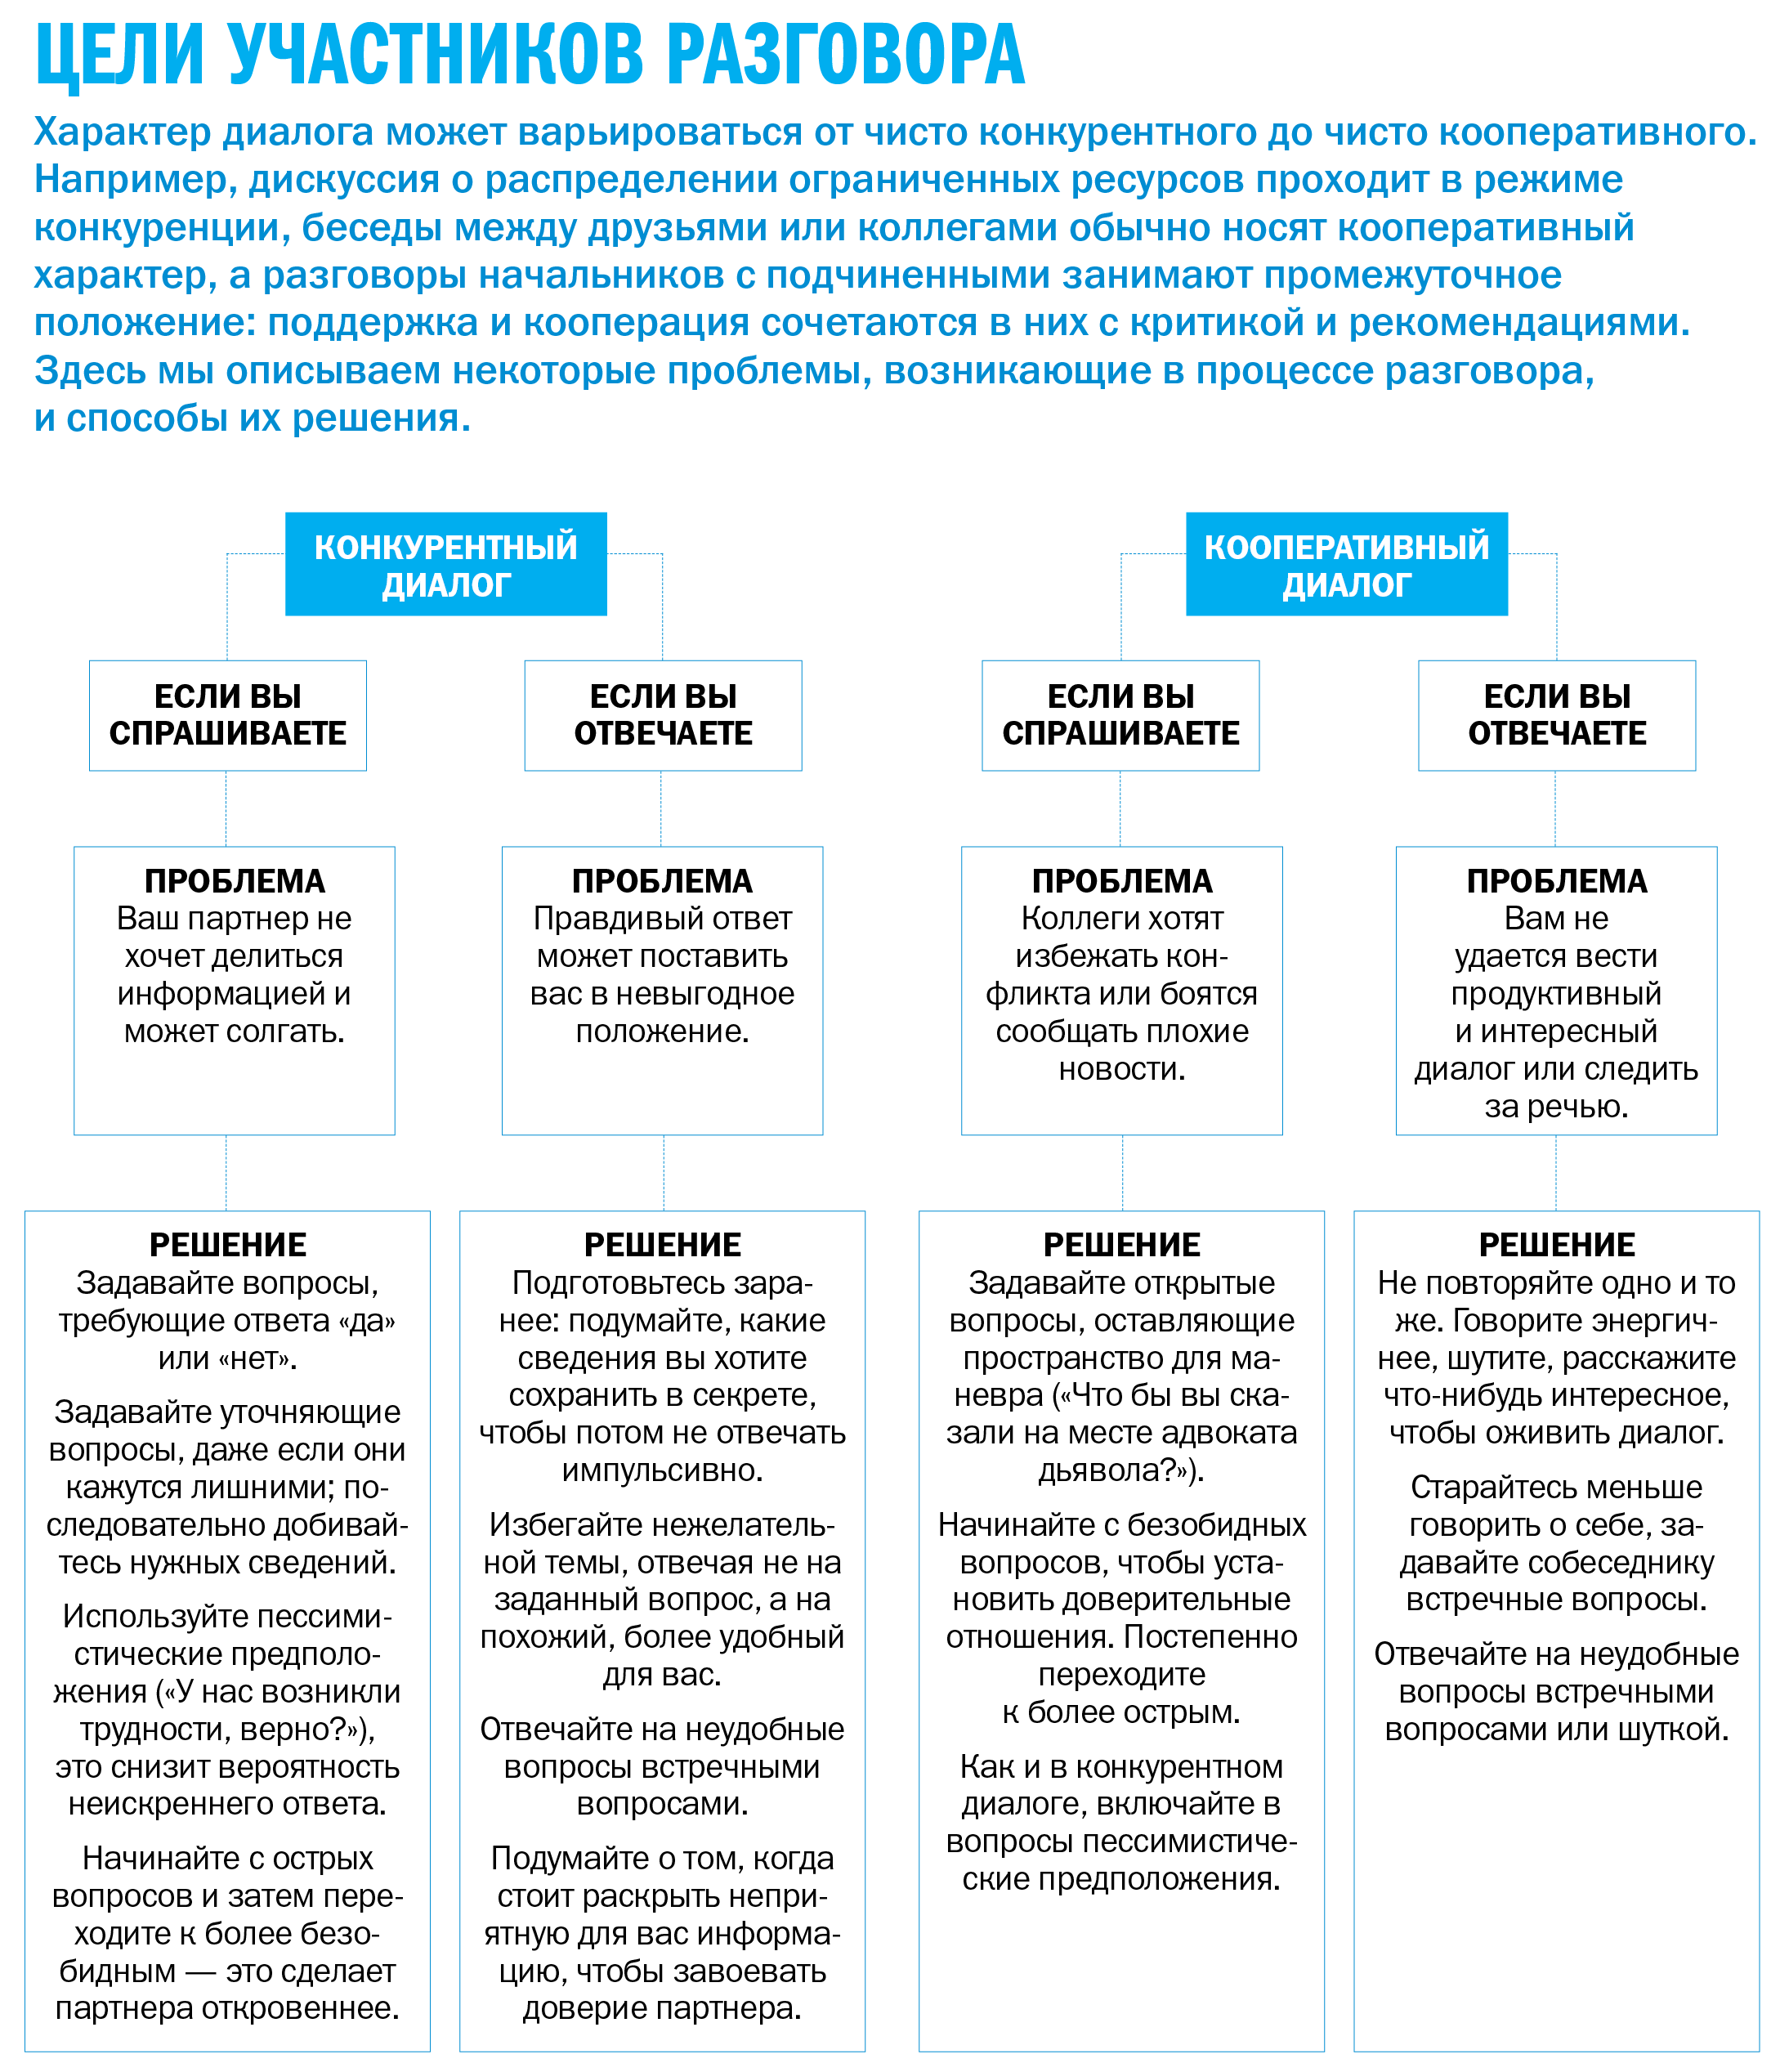 ЦЕЛИ УЧАСТНИКОВ РАЗГОВОРА
Характер диалога может варьироваться от чисто конкурентного до чисто кооперативного.
Например, дискуссия о распределении ограниченных ресурсов проходит в режиме
конкуренции, беседы между друзьями или коллегами обычно носят кооперативный
характер, а разговоры начальников с подчиненными занимают промежуточное
положение: поддержка и кооперация сочетаются в них с критикой и рекомендациями.
Здесь мы описываем некоторые проблемы, возникающие в процессе разговора,
и способы их решения.
КОНКУРЕНТНЫЙ
ДИАЛОГ
ЕСЛИ ВЫ
СПРАШИВАЕТЕ
ПРОБЛЕМА
Ваш партнер не
хочет делиться
информацией и
может солгать.
РЕШЕНИЕ
Задавайте вопросы,
требующие ответа «да»
или «нет».
Задавайте уточняющие
вопросы, даже если они
кажутся лишними; по-
следовательно добивай-
тесь нужных сведений.
Используйте пессими-
стические предполо-
жения («У нас возникли
трудности, верно?»),
это снизит вероятность
неискреннего ответа.
Начинайте с острых
вопросов и затем пере-
ходите к более безо-
бидным — это сделает
партнера откровеннее.
ЕСЛИ ВЫ
ОТВЕЧАЕТЕ
ПРОБЛЕМА
Правдивый ответ
может поставить
вас в невыгодное
положение.
РЕШЕНИЕ
Подготовьтесь зара-
нее: подумайте, какие
сведения вы хотите
сохранить в секрете,
чтобы потом не отвечать
импульсивно.
Избегайте нежелатель-
ной темы, отвечая не на
заданный вопрос, а на
похожий, более удобный
для вас.
Отвечайте на неудобные
вопросы встречными
вопросами.
Подумайте о том, когда
стоит раскрыть непри-
ятную для вас информа-
цию, чтобы завоевать
доверие партнера.
КООПЕРАТИВНЫЙ
ДИАЛОГ
ЕСЛИ ВЫ
СПРАШИВАЕТЕ
ПРОБЛЕМА
Коллеги хотят
избежать кон-
фликта или боятся
сообщать плохие
новости.
РЕШЕНИЕ
Задавайте открытые
вопросы, оставляющие
пространство для ма-
невра («Что бы вы ска-
зали на месте адвоката
дьявола?»).
Начинайте с безобидных
вопросов, чтобы уста-
новить доверительные
отношения. Постепенно
переходите
к более острым.
Как и в конкурентном
диалоге, включайте в
вопросы пессимистиче-
ские предположения.
ЕСЛИ ВЫ
ОТВЕЧАЕТЕ
ПРОБЛЕМА
Вам не
удается вести
продуктивный
и интересный
диалог или следить
за речью.
РЕШЕНИЕ
Не повторяйте одно и то
же. Говорите энергич-
нее, шутите, расскажите
что-нибудь интересное,
чтобы оживить диалог.
Старайтесь меньше
говорить о себе, за-
давайте собеседнику
встречные вопросы.
Отвечайте на неудобные
вопросы встречными
вопросами или шуткой.